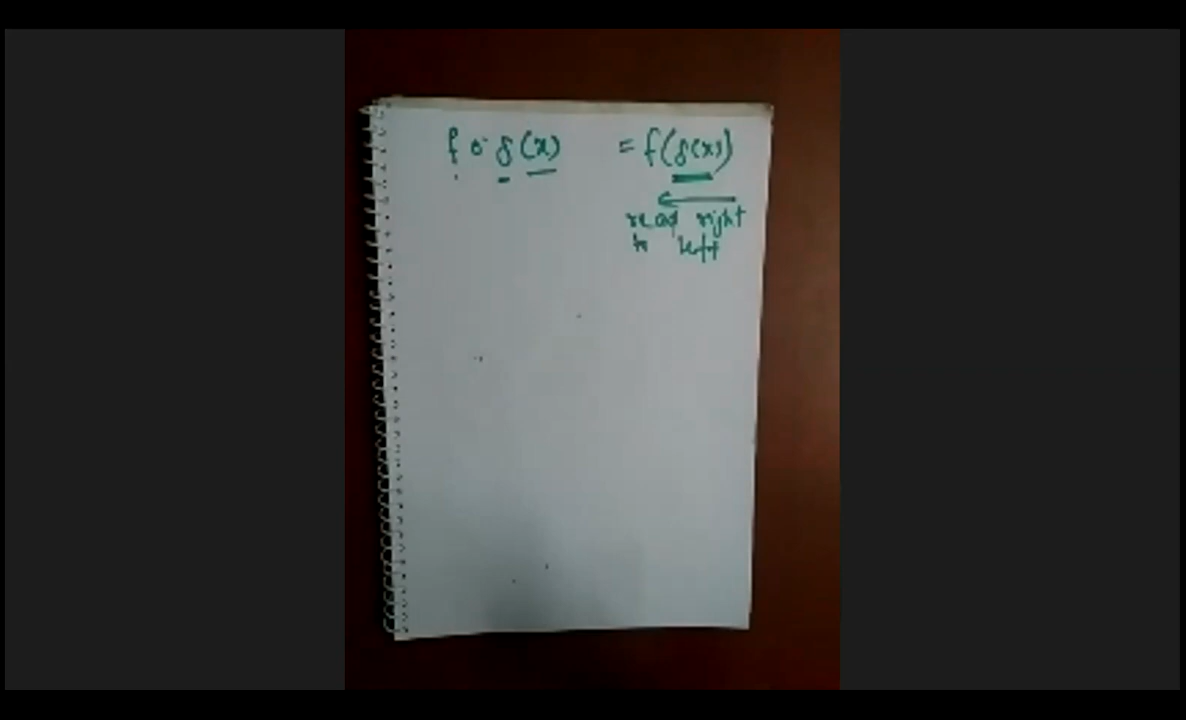 f o g (x) = f(g(x))
read right
to left